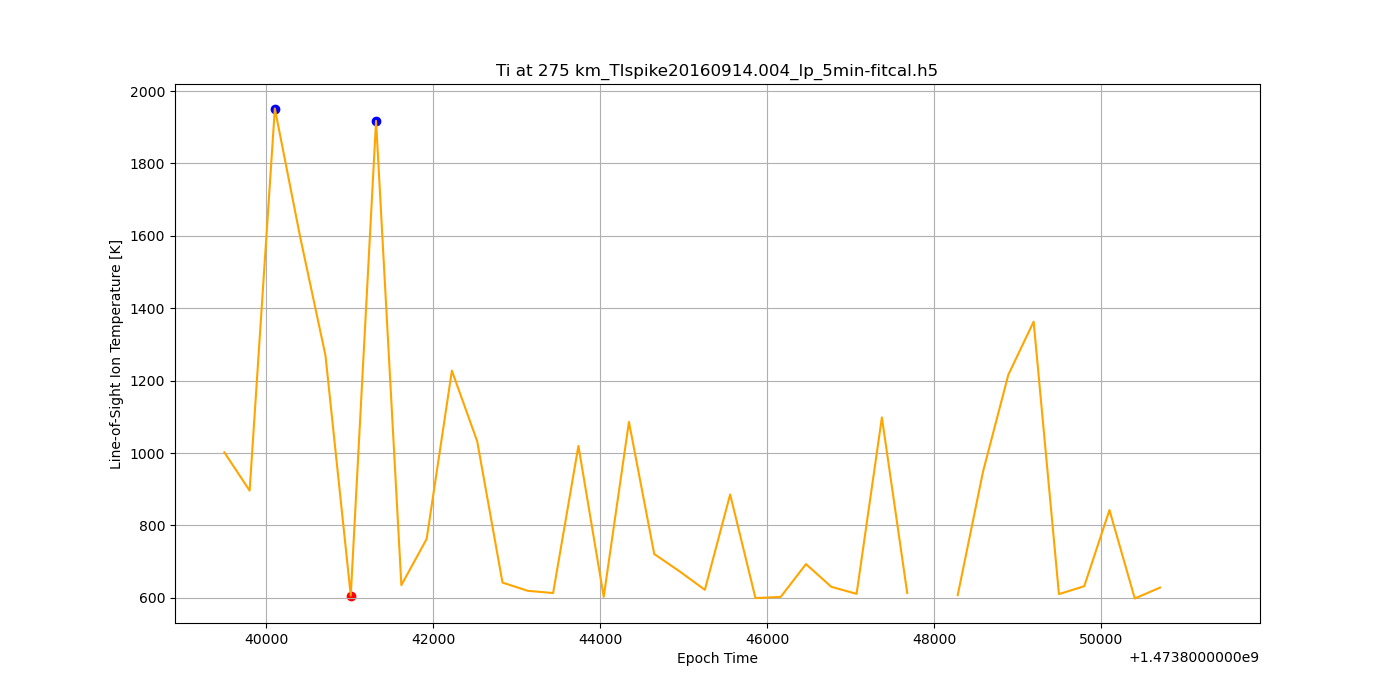 Ti at 275 km_TIspike20160914.004_lp_5min-fitcal.h5
Line-of-Sight Ion Temperature [K]
2000
1800
1600
1400
1200
1000
800
600
40000 42000 44000 46000 48000 50000
Epoch Time
+1.4738000000e9